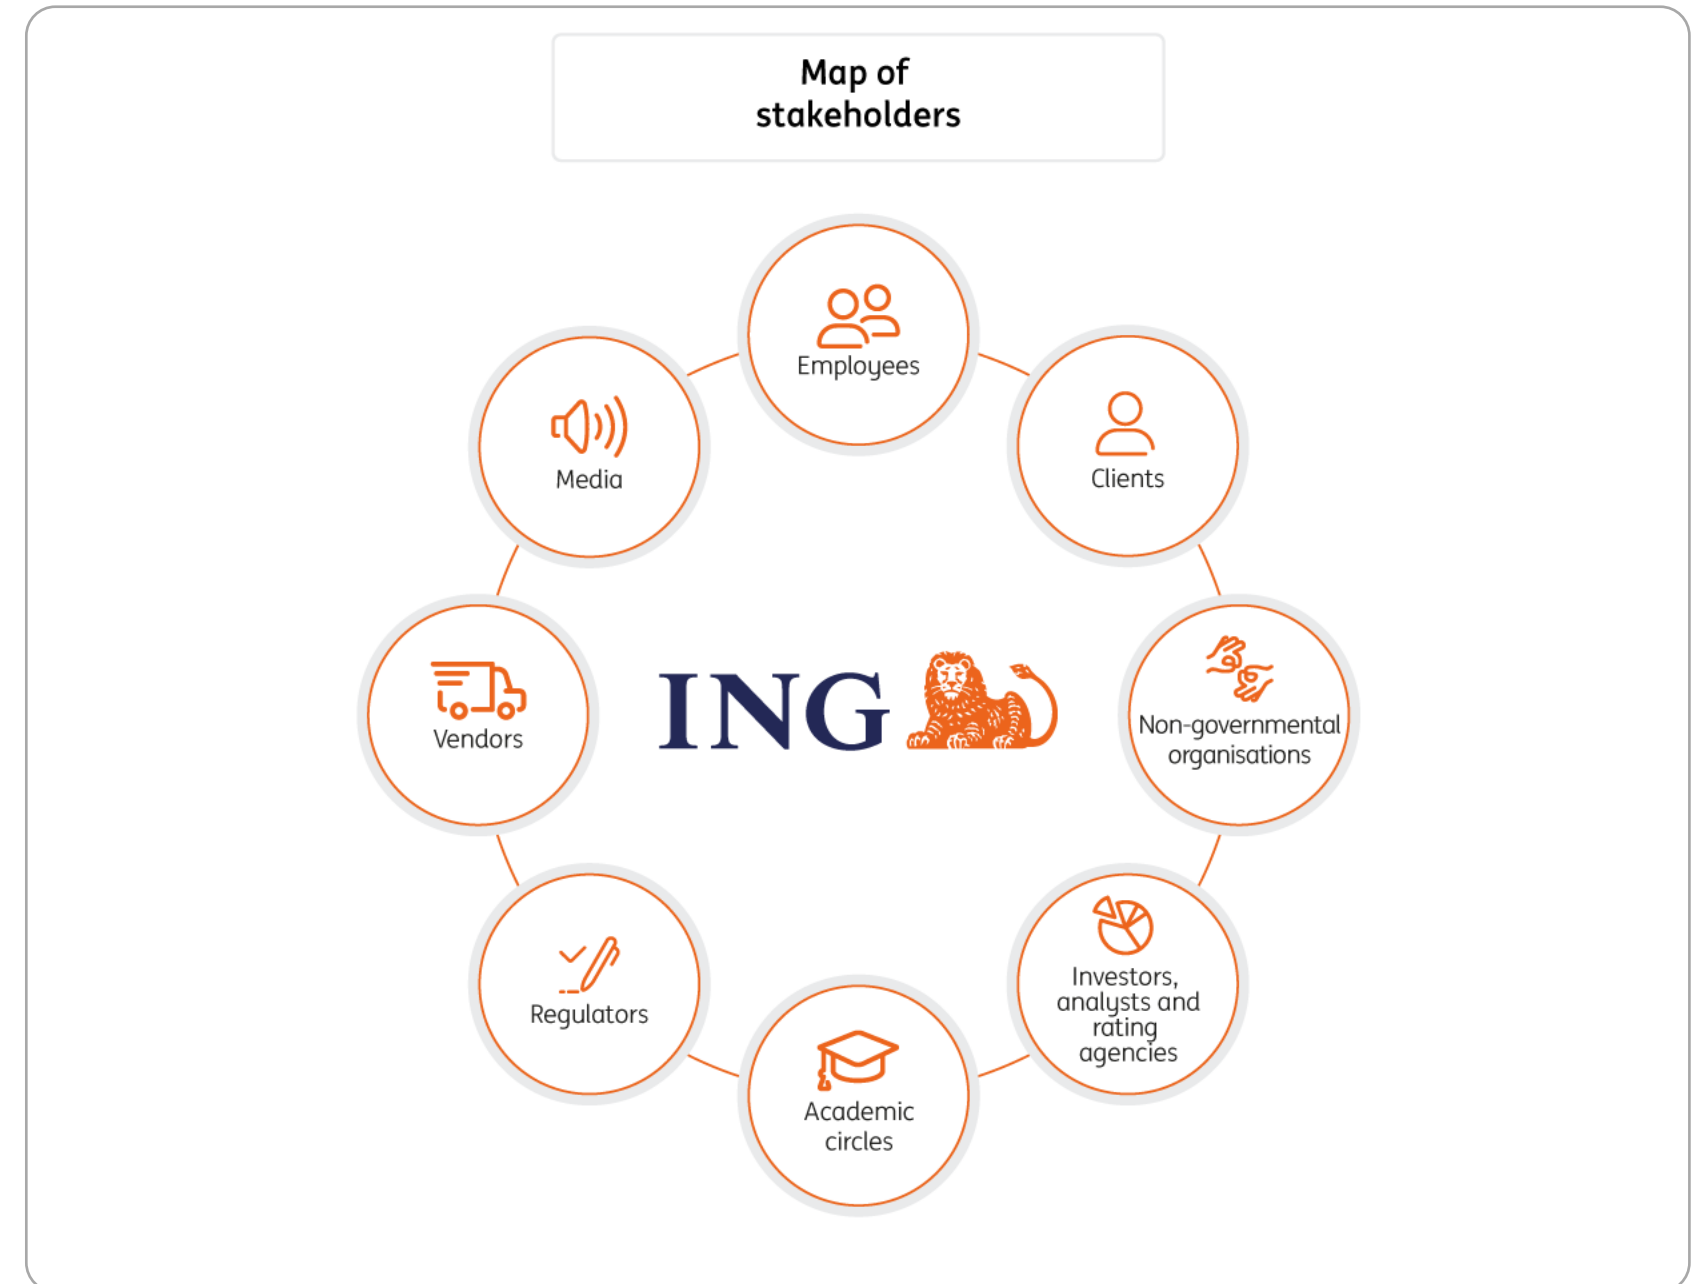 Map of
stakeholders
Employees
Media
Clients
Vendors
ING
Non-governmental
organisations
Regulators
Investors,
analysts and
rating
agencies
Academic
circles